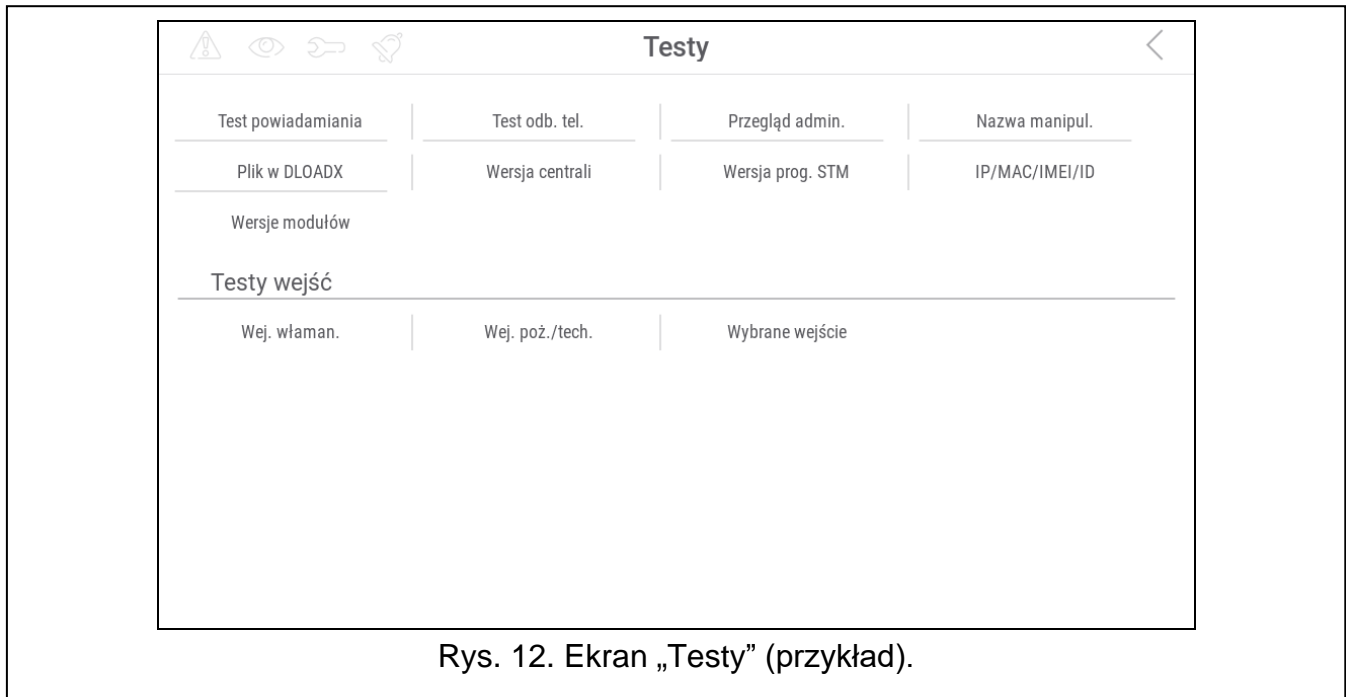 Testy
Test powiadamiania Test odb. tel. Przegląd admin. Nazwa manipul.
Plik w DLOADX Wersja centrali Wersja prog. STM IP/MAC/IMEI/ID
Wersje modułów
Testy wejść
Wej. właman. Wej. poż./tech. Wybrane wejście
Rys. 12. Ekran „Testy” (przykład).